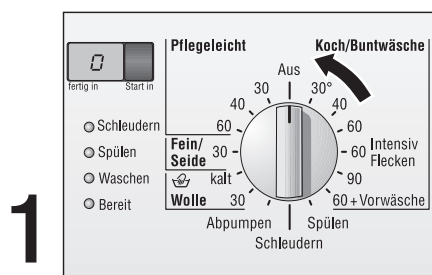 Pflegeleicht
Koch/Buntwäsche
0
fertig in
Start in
Aus
30
30°
40
40
60
60
Schleudern
Spülen
Waschen
Bereit
Fein/
Seide
30
60
Intensiv
Flecken
kalt
90
Wolle
30
60 + Vorwäsche
Abpumpen
Spülen
Schleudern
1